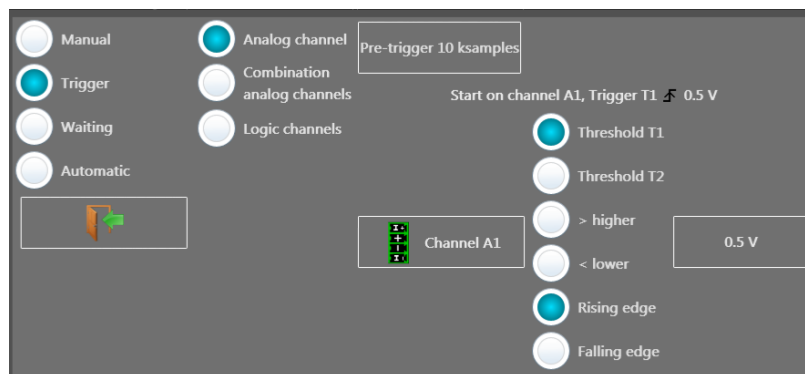 Manual
Trigger
Waiting
Automatic
Analog channel
Combination
analog channels
Logic channels
Pre-trigger 10 ksamples
Start on channel A1, Trigger T1 0.5 V
Threshold T1
Threshold T2
> higher
< lower
Rising edge
Falling edge
Channel A1
0.5 V